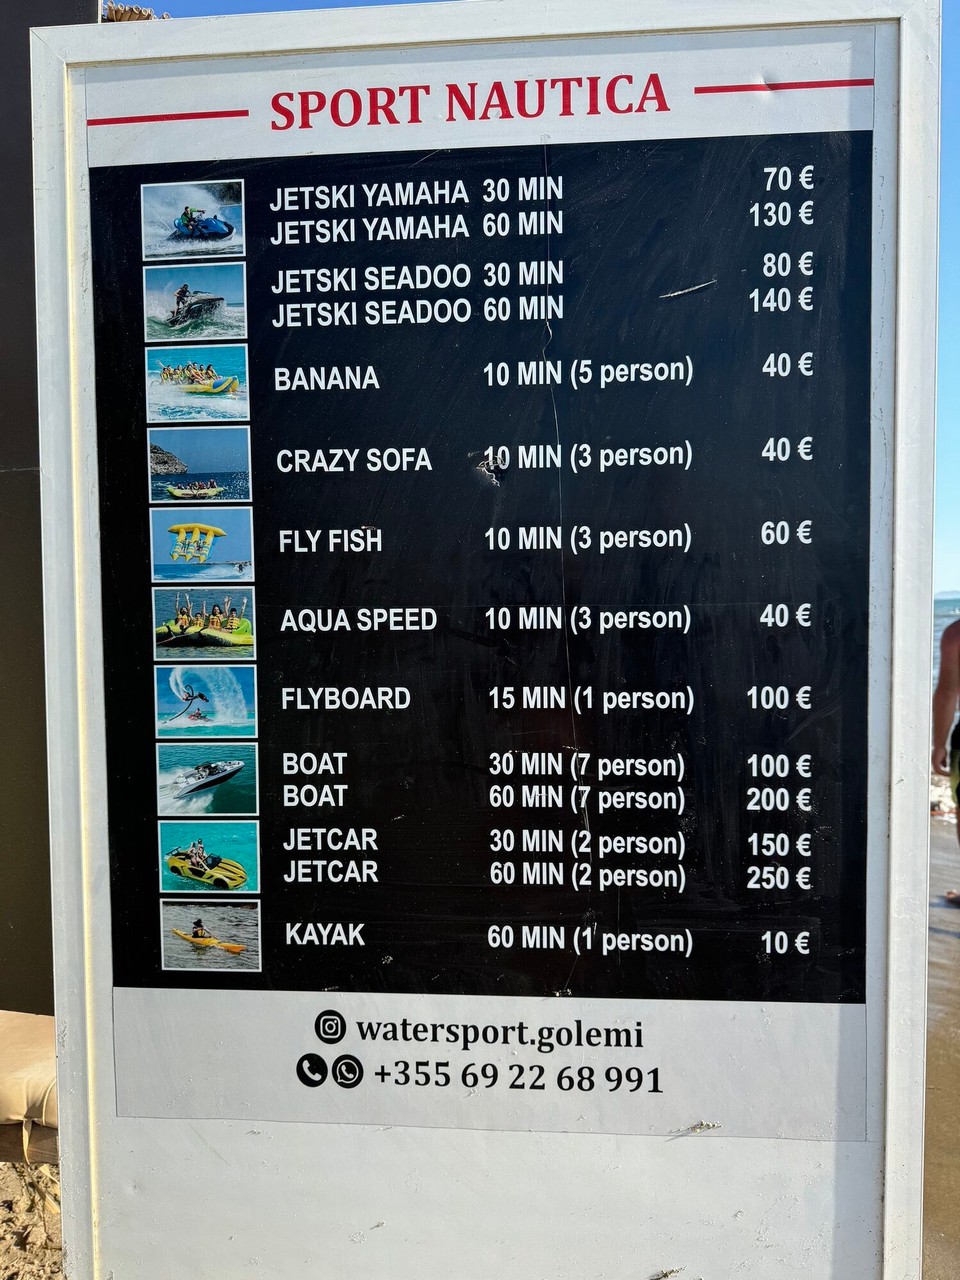 SPORT NAUTICA
JETSKI YAMAHA 30 MIN 70 €
JETSKI YAMAHA 60 MIN 130 €
JETSKI SEADOO 30 MIN 80 €
JETSKI SEADOO 60 MIN 140 €
BANANA 10 MIN (5 person) 40 €
CRAZY SOFA 10 MIN (3 person) 40 €
FLY FISH 10 MIN (3 person) 60 €
AQUA SPEED 10 MIN (3 person) 40 €
FLYBOARD 15 MIN (1 person) 100 €
BOAT 30 MIN (7 person) 100 €
BOAT 60 MIN (7 person) 200 €
JETCAR 30 MIN (2 person) 150 €
JETCAR 60 MIN (2 person) 250 €
KAYAK 60 MIN (1 person) 10 €
watersport.golemi
+355 69 22 68 991